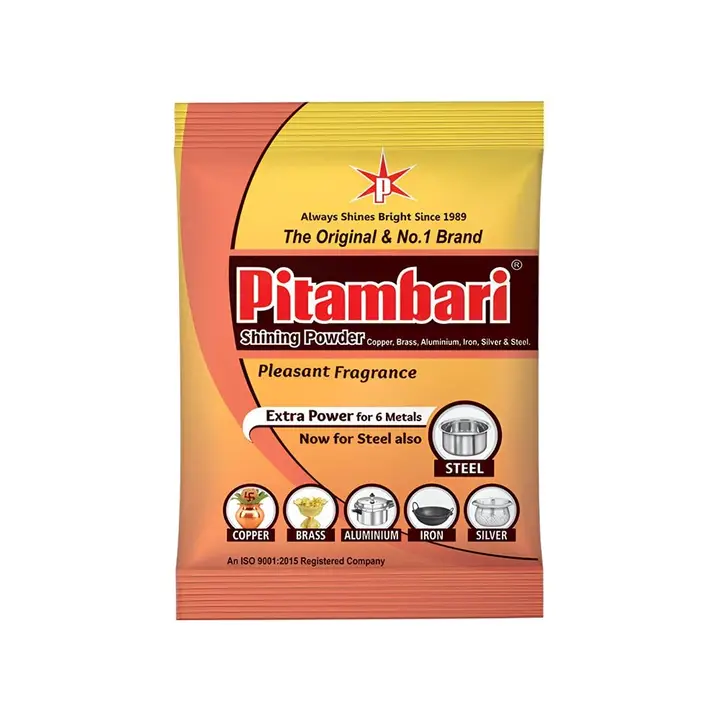 P
Always Shines Bright Since 1989
The Original & No.1 Brand
Pitambari®
Shining Powder Copper, Brass, Aluminium, Iron, Silver & Steel.
Pleasant Fragrance
Extra Power for 6 Metals
Now for Steel also
STEEL
COPPER BRASS ALUMINIUM IRON SILVER
An ISO 9001:2015 Registered Company